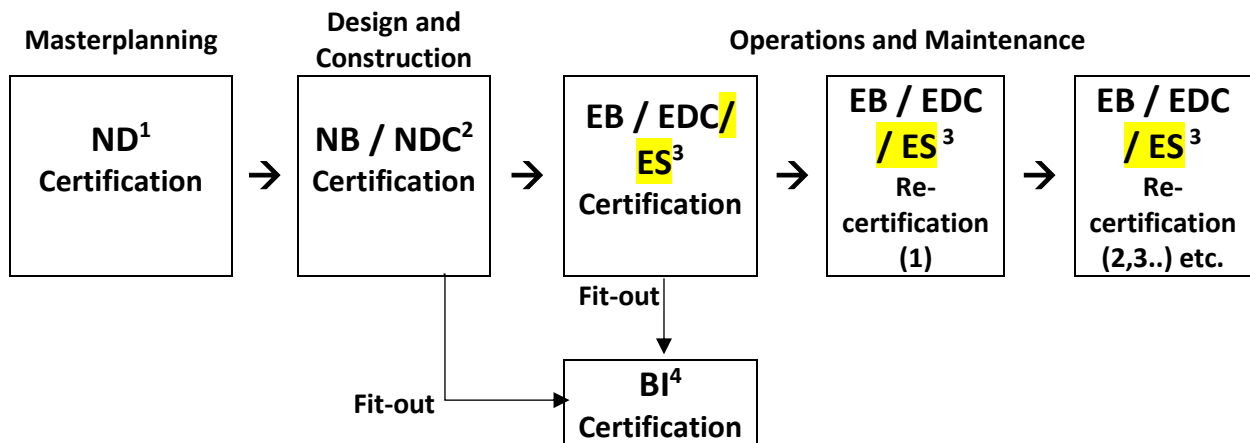 Masterplanning
Design and
Construction
Operations and Maintenance
ND¹
Certification
→
NB / NDC²
Certification
→
EB / EDC/
ES³
Certification
→
EB / EDC
/ ES ³
Re-
certification
(1)
→
EB / EDC
/ ES ³
Re-
certification
(2,3..) etc.
Fit-out
Fit-out
BI⁴
Certification